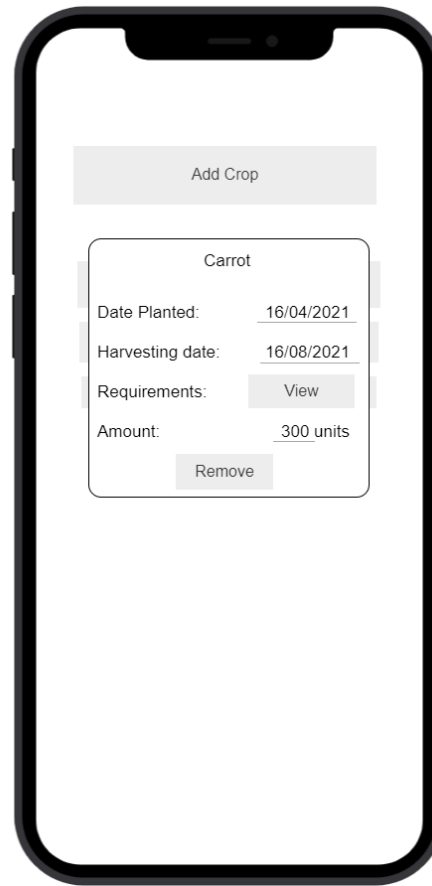 Add Crop
Carrot
Date Planted: 16/04/2021
Harvesting date: 16/08/2021
Requirements: View
Amount: 300 units
Remove